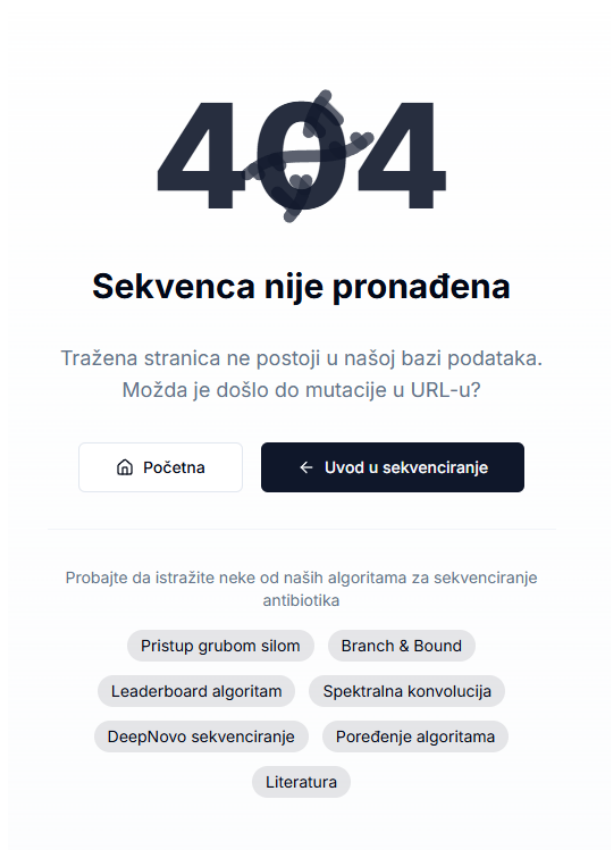 404
Sekvenca nije pronađena
Tražena stranica ne postoji u našoj bazi podataka.
Možda je došlo do mutacije u URL-u?
Početna
Uvod u sekvenciranje
Probajte da istražite neke od naših algoritama za sekvenciranje
antibiotika
Pristup grubom silom
Branch & Bound
Leaderboard algoritam
Spektralna konvolucija
DeepNovo sekvenciranje
Poređenje algoritama
Literatura